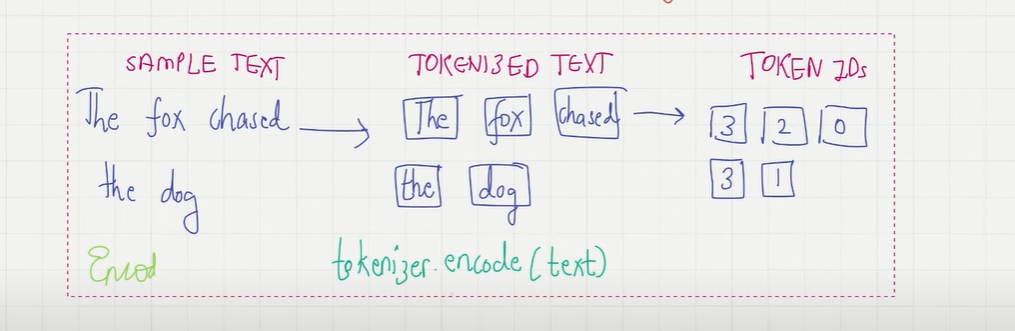 SAMPLE TEXT TOKENIZED TEXT TOKEN IDs
The fox chased The fox chased 3 2 0
the dog the dog 3 1
Encod tokenizer.encode(text)